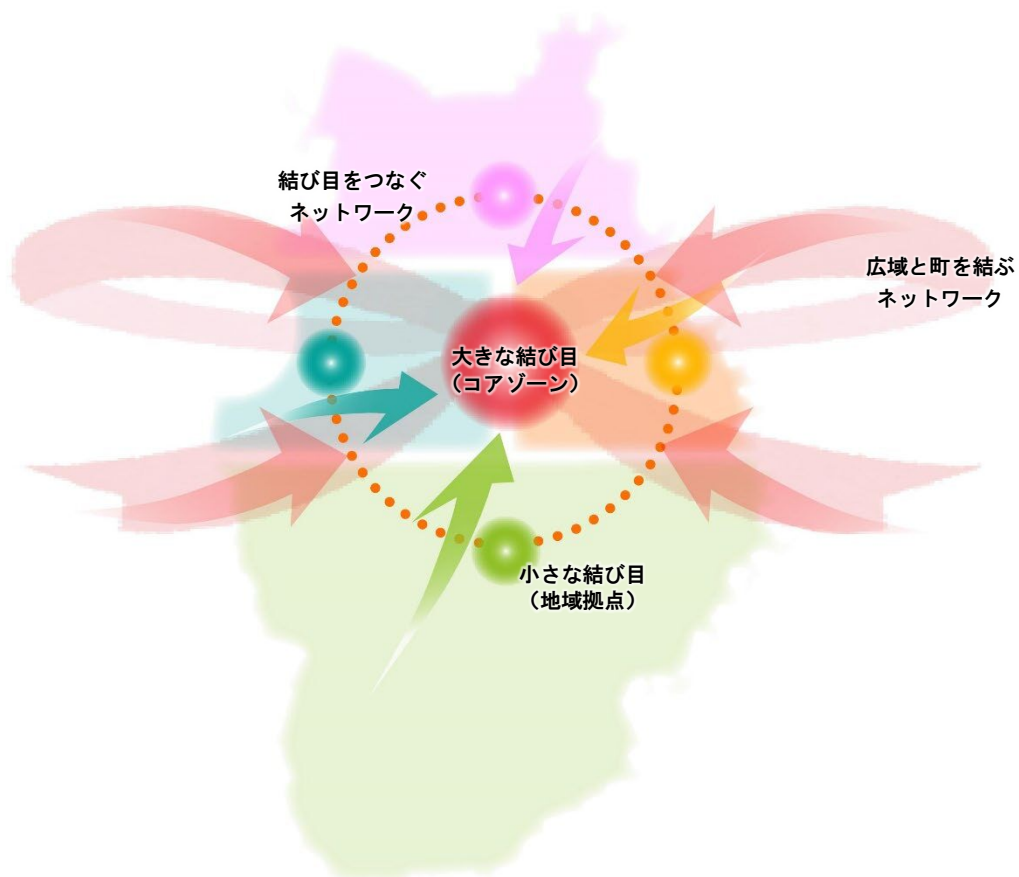 結び目をつなぐ
ネットワーク
広域と町を結ぶ
ネットワーク
大きな結び目
（コアゾーン）
小さな結び目
（地域拠点）